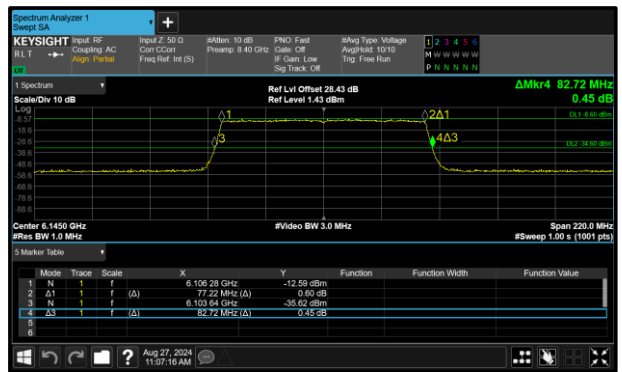 Spectrum Analyzer 1
Swept SA
KEYSIGHT Input: RF Input Z: 50 Ω #Atten: 10 dB PNO: Fast #Avg Type: Voltage 1 2 3 4 5 6
RLT Coupling: AC Corr CCorr Preamp: 8.40 GHz Gate: Off Avg|Hold: 10/10 M W W W W W
Align: Partial Freq Ref: Int (S) IF Gain: Low Trig: Free Run
Sig Track: Off P N N N N N
1 Spectrum Ref Lvl Offset 28.43 dB ΔMkr4 82.72 MHz
Scale/Div 10 dB Ref Level 1.43 dBm 0.45 dB
Log
-8.57 1 2Δ1 DL1 -8.60 dBm
-18.6
-28.6 3 4Δ3 DL2 -34.60 dBm
-38.6
-48.6
-58.6
-68.6
-78.6
-88.6
Center 6.1450 GHz #Video BW 3.0 MHz Span 220.0 MHz
#Res BW 1.0 MHz #Sweep 1.00 s (1001 pts)
5 Marker Table
Mode Trace Scale X Y Function Function Width Function Value
1 N 1 f 6.106 28 GHz -12.59 dBm
2 Δ1 1 f (Δ) 77.22 MHz (Δ) 0.60 dB
3 N 1 f 6.103 64 GHz -35.62 dBm
4 Δ3 1 f (Δ) 82.72 MHz (Δ) 0.45 dB
5
6
? Aug 27, 2024
11:07:16 AM